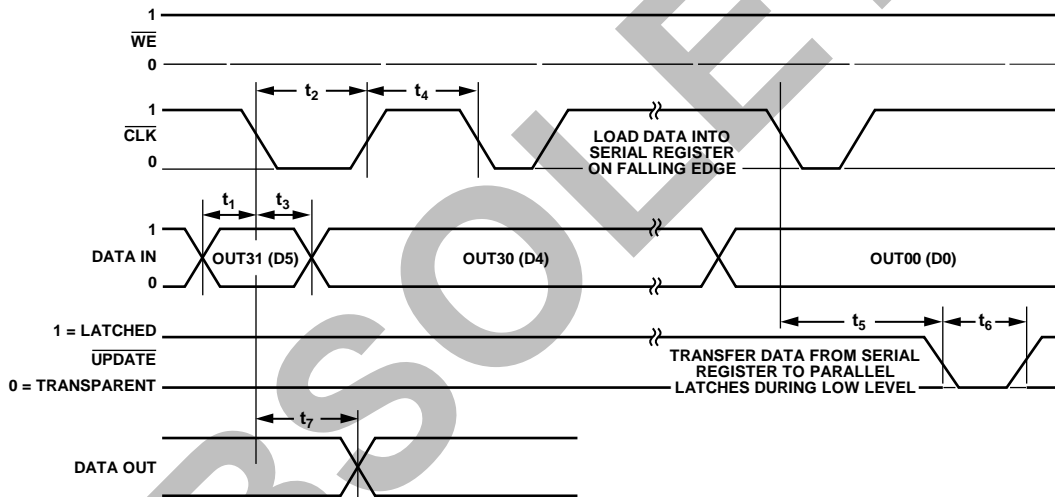 1
WE
0
t2
t4
1
CLK
0
LOAD DATA INTO
SERIAL REGISTER
ON FALLING EDGE
t1
t3
1
DATA IN
0
OUT31 (D5)
OUT30 (D4)
OUT00 (D0)
t5
t6
1 = LATCHED
UPDATE
0 = TRANSPARENT
TRANSFER DATA FROM SERIAL
REGISTER TO PARALLEL
LATCHES DURING LOW LEVEL
t7
DATA OUT
BSOLE